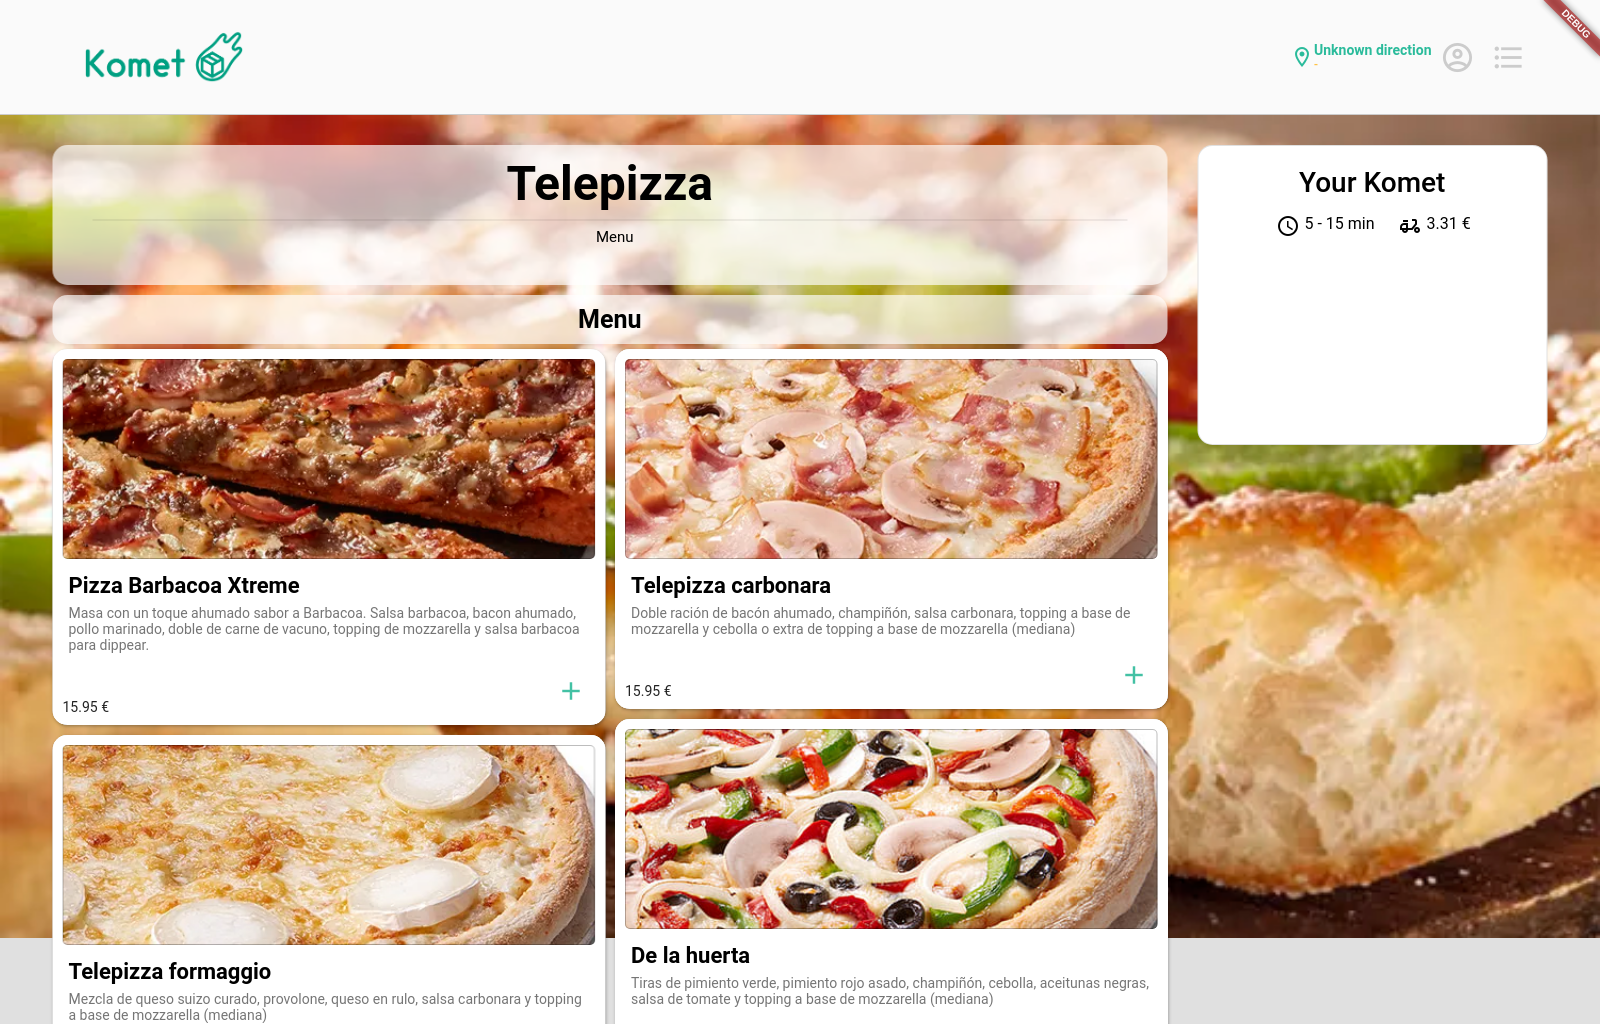 Komet
Unknown direction
-
DEBUG
Telepizza
Menu
Your Komet
5 - 15 min
3.31 €
Menu
Pizza Barbacoa Xtreme
Masa con un toque ahumado sabor a Barbacoa. Salsa barbacoa, bacon ahumado,
pollo marinado, doble de carne de vacuno, topping de mozzarella y salsa barbacoa
para dippear.
15.95 €
Telepizza carbonara
Doble ración de bacón ahumado, champiñón, salsa carbonara, topping a base de
mozzarella y cebolla o extra de topping a base de mozzarella (mediana)
15.95 €
Telepizza formaggio
Mezcla de queso suizo curado, provolone, queso en rulo, salsa carbonara y topping
a base de mozzarella (mediana)
De la huerta
Tiras de pimiento verde, pimiento rojo asado, champiñón, cebolla, aceitunas negras,
salsa de tomate y topping a base de mozzarella (mediana)